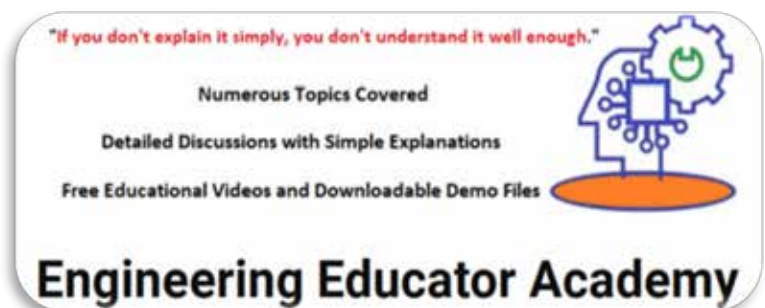 "If you don't explain it simply, you don't understand it well enough."
Numerous Topics Covered
Detailed Discussions with Simple Explanations
Free Educational Videos and Downloadable Demo Files
Engineering Educator Academy